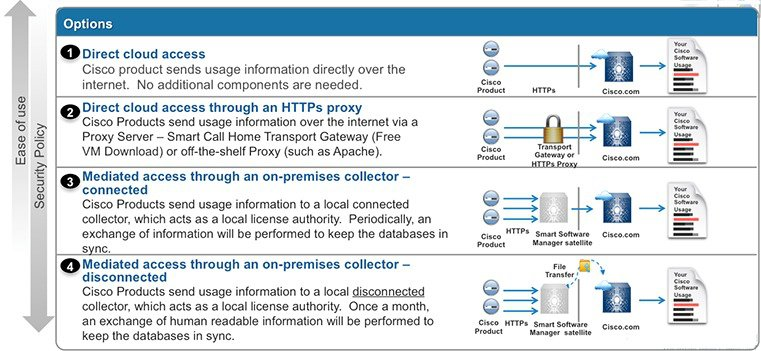 Options
Ease of use
Security Policy
1 Direct cloud access
Cisco product sends usage information directly over the
internet.  No additional components are needed.
Cisco
Product
HTTPs
Cisco.com
Your
Cisco
Software
Usage
2 Direct cloud access through an HTTPs proxy
Cisco Products send usage information over the internet via a
Proxy Server – Smart Call Home Transport Gateway (Free
VM Download) or off-the-shelf Proxy (such as Apache).
Cisco
Product
Transport
Gateway or
HTTPs Proxy
Cisco.com
Your
Cisco
Software
Usage
3 Mediated access through an on-premises collector –
connected
Cisco Products send usage information to a local connected
collector, which acts as a local license authority.  Periodically, an
exchange of information will be performed to keep the databases in
sync.
Cisco
Product
HTTPs
Smart Software
Manager satellite
Cisco.com
Your
Cisco
Software
Usage
4 Mediated access through an on-premises collector –
disconnected
Cisco Products send usage information to a local disconnected
collector, which acts as a local license authority.  Once a month,
an exchange of human readable information will be performed to
keep the databases in sync.
File
Transfer
Cisco
Product
HTTPs
Smart Software
Manager satellite
Cisco.com
Your
Cisco
Software
Usage